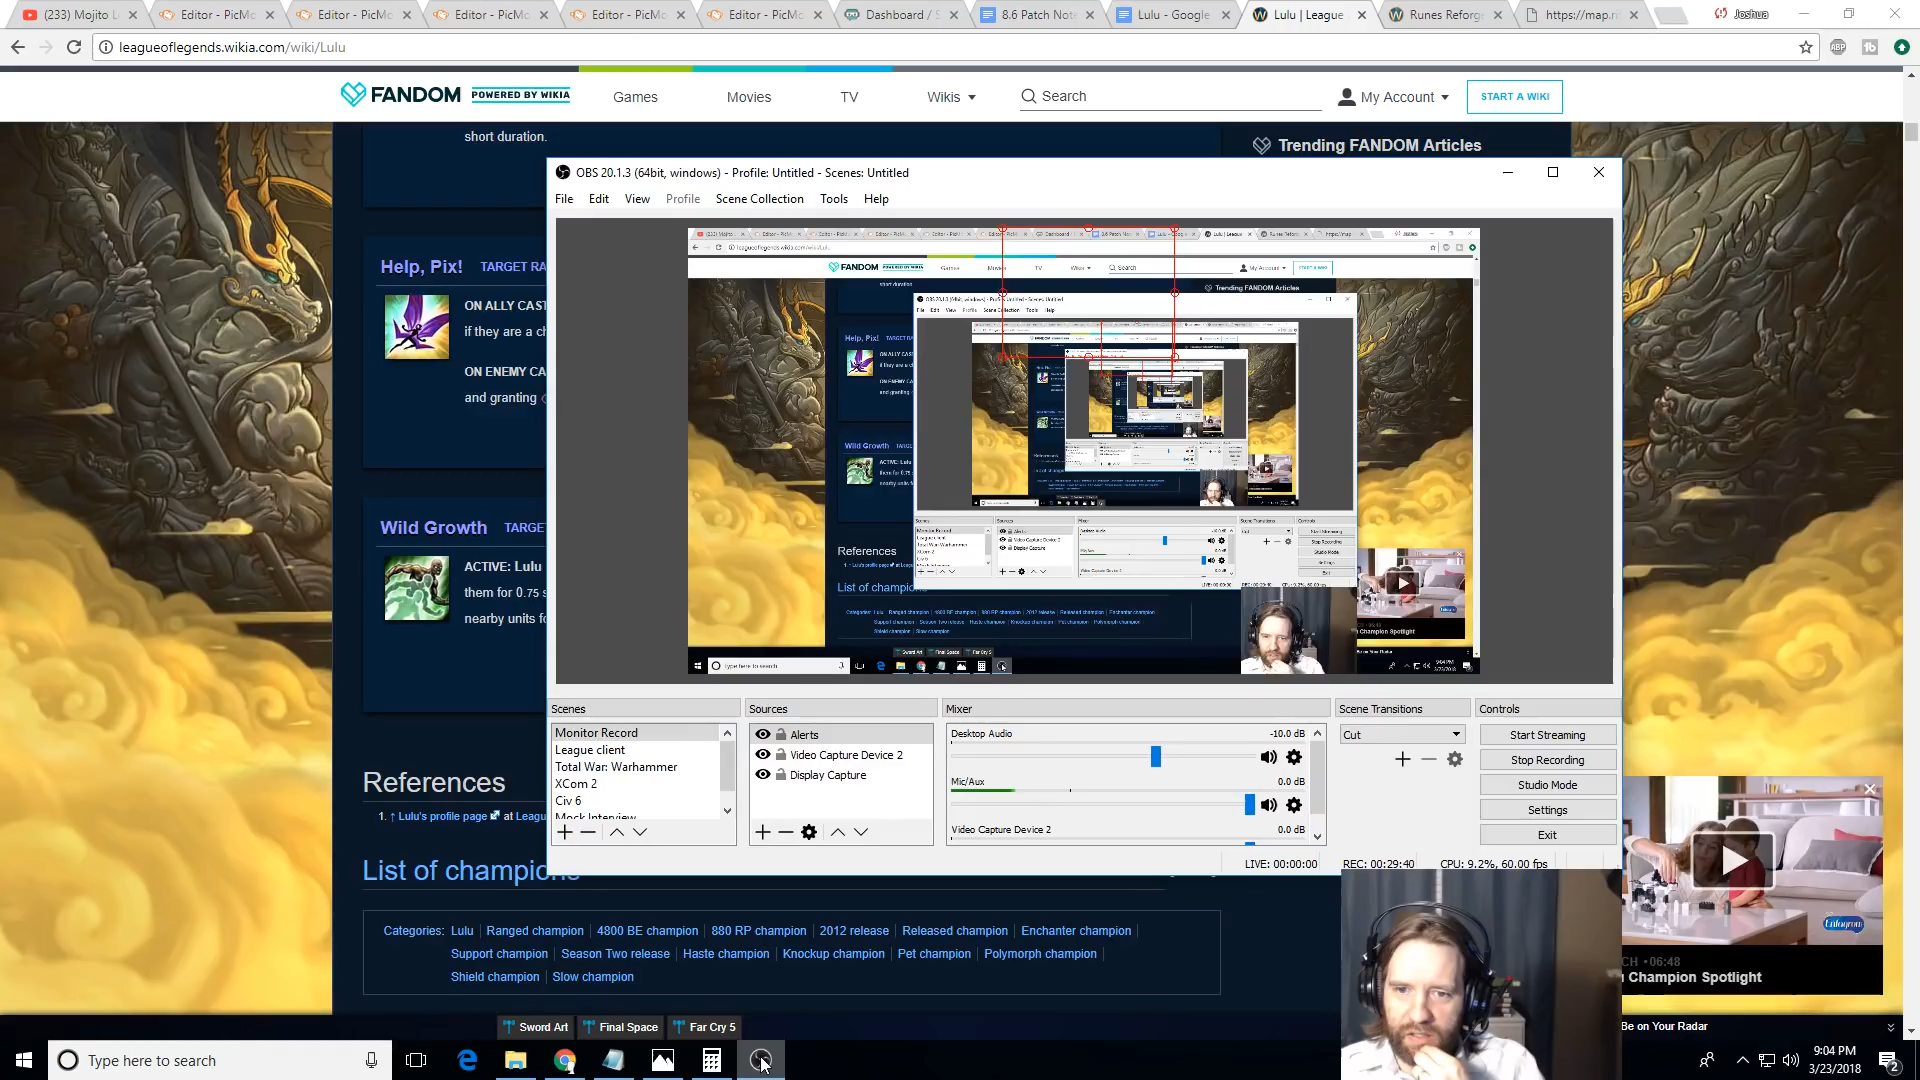 (233) Mojito L
Editor - PicMo
Editor - PicMo
Editor - PicMo
Editor - PicMo
Editor - PicMo
Dashboard / S
8.6 Patch Note
Lulu - Google
Lulu | League
Runes Reforge
https://map.ri
Joshua
leagueoflegends.wikia.com/wiki/Lulu
FANDOM POWERED BY WIKIA
Games
Movies
TV
Wikis
Search
My Account
START A WIKI
short duration.
Trending FANDOM Articles
OBS 20.1.3 (64bit, windows) - Profile: Untitled - Scenes: Untitled
File Edit View Profile Scene Collection Tools Help
Help, Pix! TARGET RA
ON ALLY CAST
if they are a ch
ON ENEMY CA
and granting
Wild Growth TARGE
ACTIVE: Lulu
them for 0.75 s
nearby units fo
Scenes
Monitor Record
League client
Total War: Warhammer
XCom 2
Civ 6
Mock Interview
Sources
Alerts
Video Capture Device 2
Display Capture
Mixer
Desktop Audio -10.0 dB
Mic/Aux 0.0 dB
Video Capture Device 2 0.0 dB
Scene Transitions
Cut
Controls
Start Streaming
Stop Recording
Studio Mode
Settings
Exit
LIVE: 00:00:00 REC: 00:29:40 CPU: 9.2%, 60.00 fps
References
1. ↑ Lulu's profile page at Leagu
List of champions
Categories: Lulu Ranged champion 4800 BE champion 880 RP champion 2012 release Released champion Enchanter champion
Support champion Season Two release Haste champion Knockup champion Pet champion Polymorph champion
Shield champion Slow champion
CH • 06:48
Champion Spotlight
Be on Your Radar
Sword Art
Final Space
Far Cry 5
Type here to search
9:04 PM
3/23/2018
2